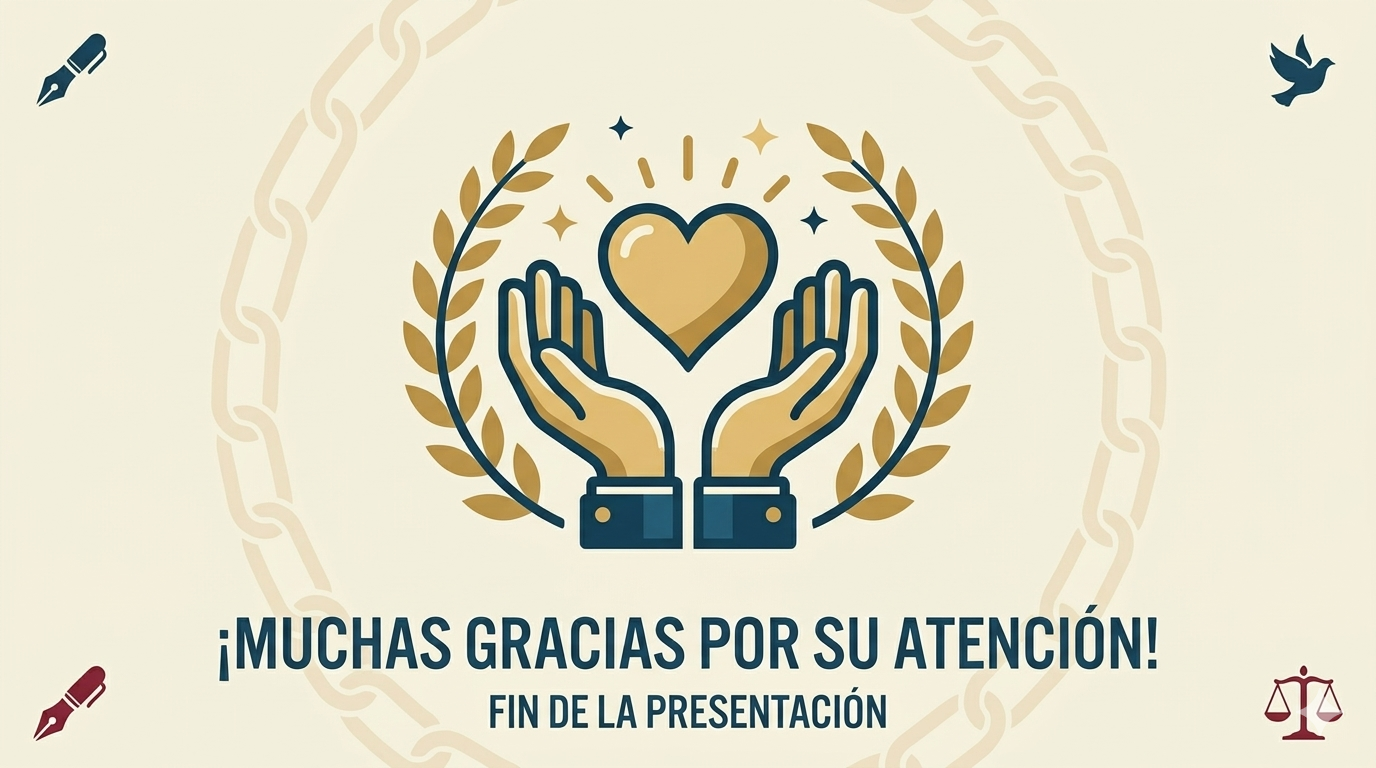 ¡MUCHAS GRACIAS POR SU ATENCIÓN!
FIN DE LA PRESENTACIÓN